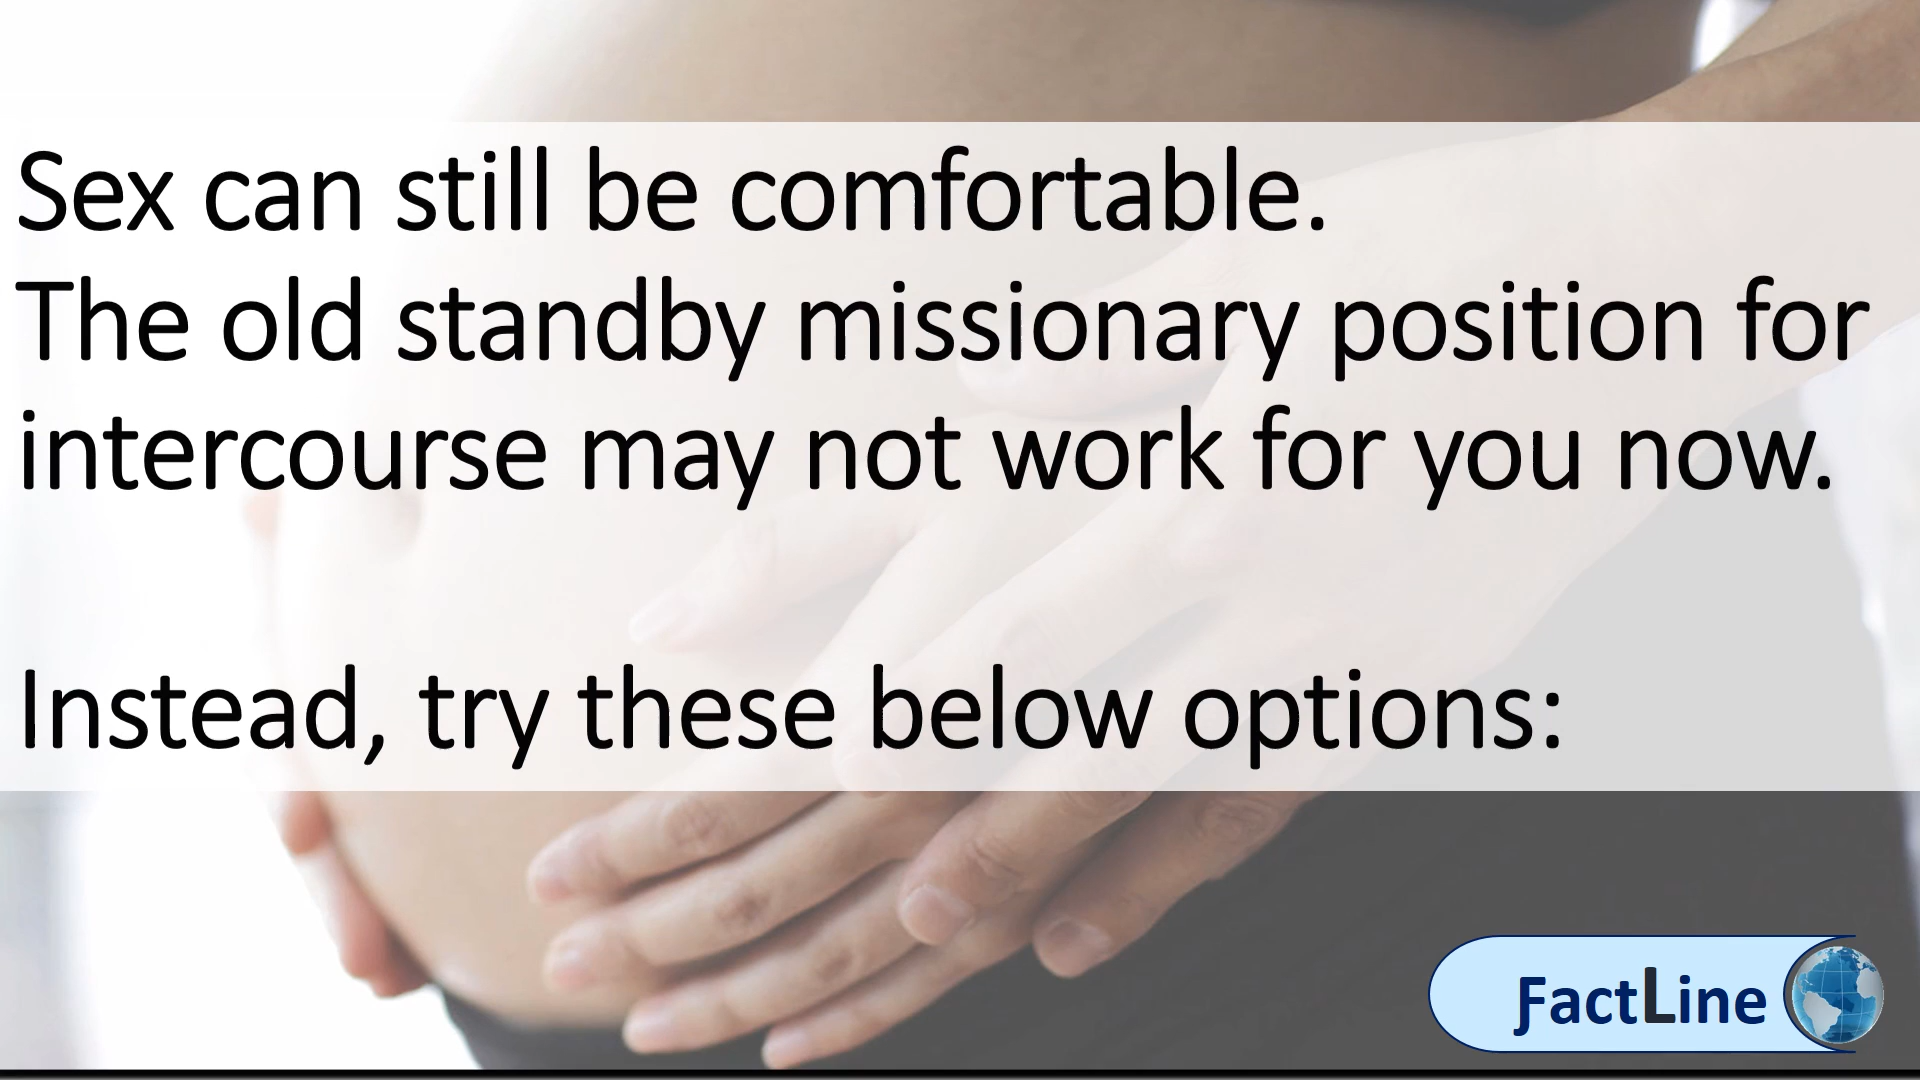 Sex can still be comfortable.
The old standby missionary position for
intercourse may not work for you now.
Instead, try these below options:
FactLine